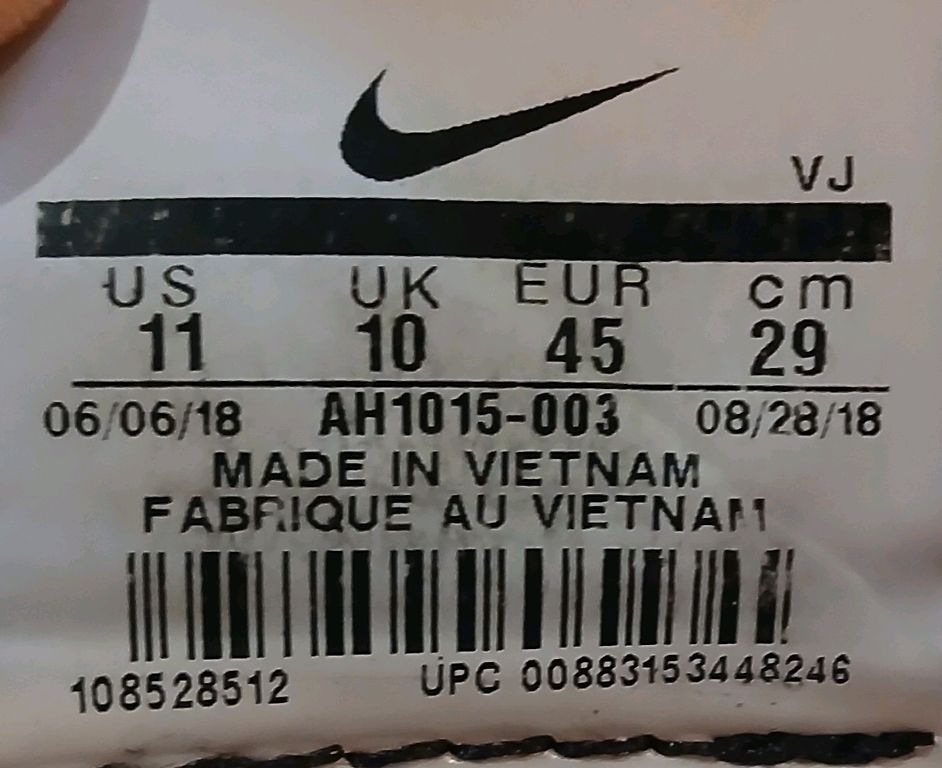 VJ
US UK EUR cm
11 10 45 29
06/06/18 AH1015-003 08/28/18
MADE IN VIETNAM
FABRIQUE AU VIETNAM
108528512 UPC 00883153448246